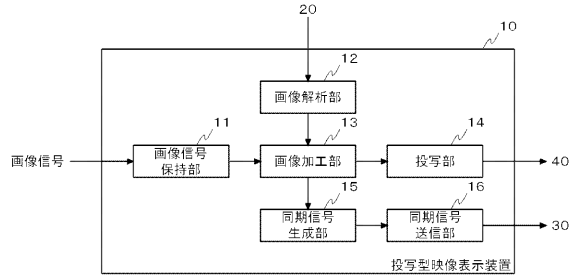 20
10
12
画像解析部
11
13
14
画像信号
画像信号
保持部
画像加工部
投写部
40
15
16
同期信号
生成部
同期信号
送信部
30
投写型映像表示装置